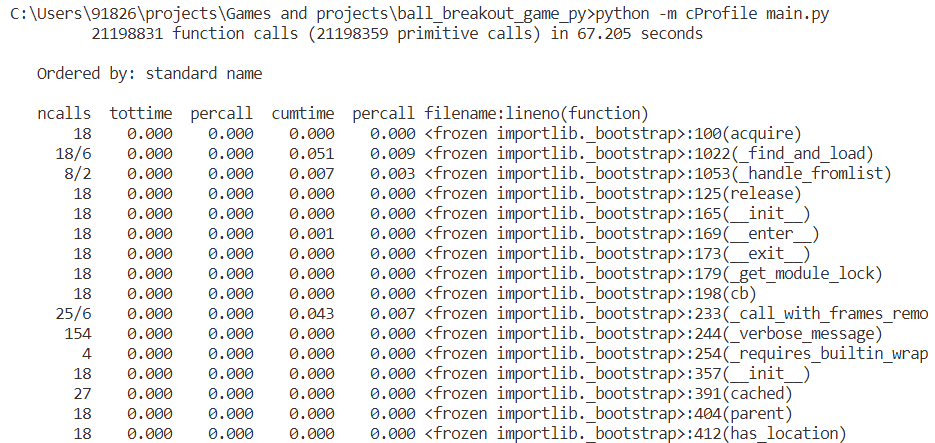 C:\Users\91826\projects\Games and projects\ball_breakout_game_py>python -m cProfile main.py
21198831 function calls (21198359 primitive calls) in 67.205 seconds
Ordered by: standard name
ncalls tottime percall cumtime percall filename:lineno(function)
18 0.000 0.000 0.000 0.000 <frozen importlib._bootstrap>:100(acquire)
18/6 0.000 0.000 0.051 0.009 <frozen importlib._bootstrap>:1022(_find_and_load)
8/2 0.000 0.000 0.007 0.003 <frozen importlib._bootstrap>:1053(_handle_fromlist)
18 0.000 0.000 0.000 0.000 <frozen importlib._bootstrap>:125(release)
18 0.000 0.000 0.000 0.000 <frozen importlib._bootstrap>:165(__init__)
18 0.000 0.000 0.001 0.000 <frozen importlib._bootstrap>:169(__enter__)
18 0.000 0.000 0.000 0.000 <frozen importlib._bootstrap>:173(__exit__)
18 0.000 0.000 0.000 0.000 <frozen importlib._bootstrap>:179(_get_module_lock)
18 0.000 0.000 0.000 0.000 <frozen importlib._bootstrap>:198(cb)
25/6 0.000 0.000 0.043 0.007 <frozen importlib._bootstrap>:233(_call_with_frames_remo
154 0.000 0.000 0.000 0.000 <frozen importlib._bootstrap>:244(_verbose_message)
4 0.000 0.000 0.000 0.000 <frozen importlib._bootstrap>:254(_requires_builtin_wrap
18 0.000 0.000 0.000 0.000 <frozen importlib._bootstrap>:357(__init__)
27 0.000 0.000 0.000 0.000 <frozen importlib._bootstrap>:391(cached)
18 0.000 0.000 0.000 0.000 <frozen importlib._bootstrap>:404(parent)
18 0.000 0.000 0.000 0.000 <frozen importlib._bootstrap>:412(has_location)